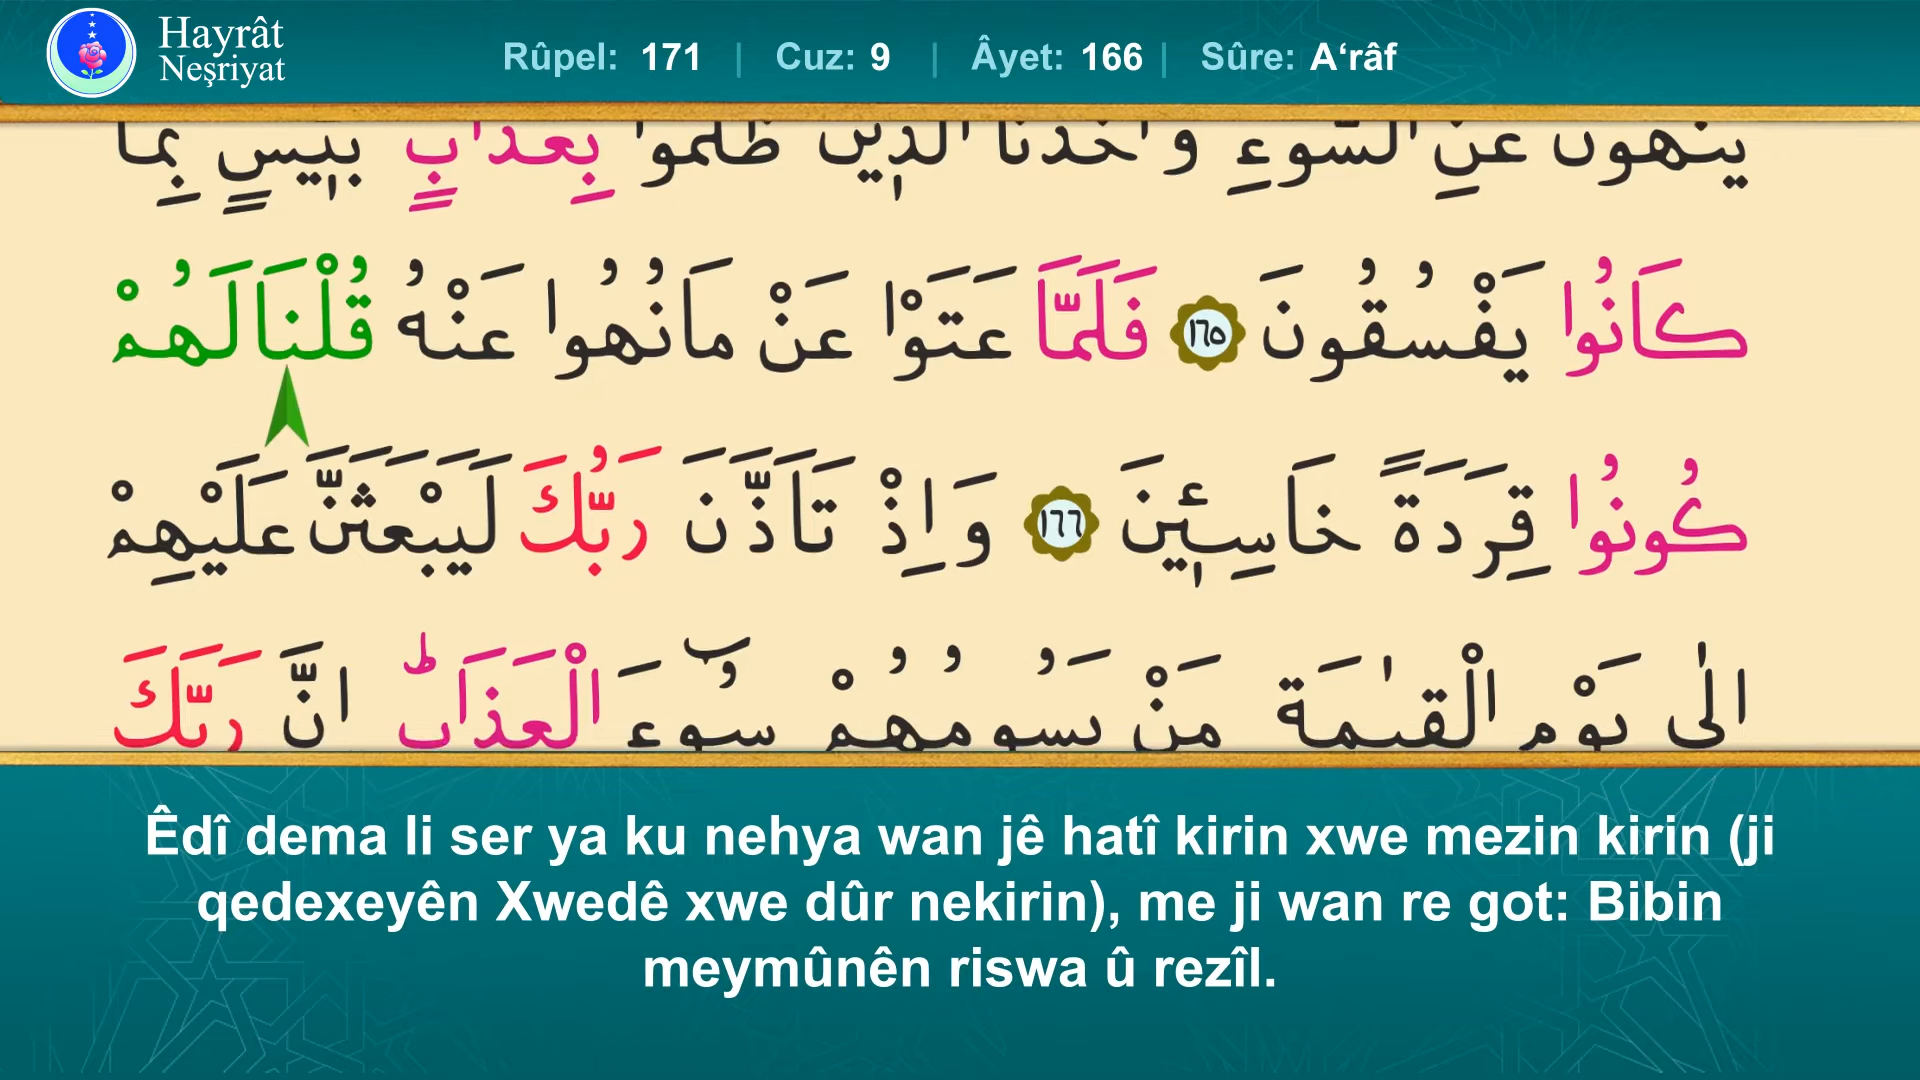 Hayrât
Neşriyat
Rûpel: 171 | Cuz: 9 | Âyet: 166 | Sûre: A‘râf
يَنْهَوْنَ عَنِ السُّوءِ وَاَخَذْنَا الَّذ۪ينَ ظَلَمُوا بِعَذَابٍ بَـ۪ٔيسٍ بِمَا
كَانُوا يَفْسُقُونَ ﴿١٦٥﴾ فَلَمَّا عَتَوْا عَنْ مَا نُهُوا عَنْهُ قُلْنَا لَهُمْ
كُونُوا قِرَدَةً خَاسِـ۪ٔينَ ﴿١٦٦﴾ وَاِذْ تَاَذَّنَ رَبُّكَ لَيَبْعَثَنَّ عَلَيْهِمْ
اِلٰى يَوْمِ الْقِيٰمَةِ مَنْ يَسُومُهُمْ سُٓوءَ الْعَذَابِۜ اِنَّ رَبَّكَ
Êdî dema li ser ya ku nehya wan jê hatî kirin xwe mezin kirin (ji
qedexeyên Xwedê xwe dûr nekirin), me ji wan re got: Bibin
meymûnên riswa û rezîl.